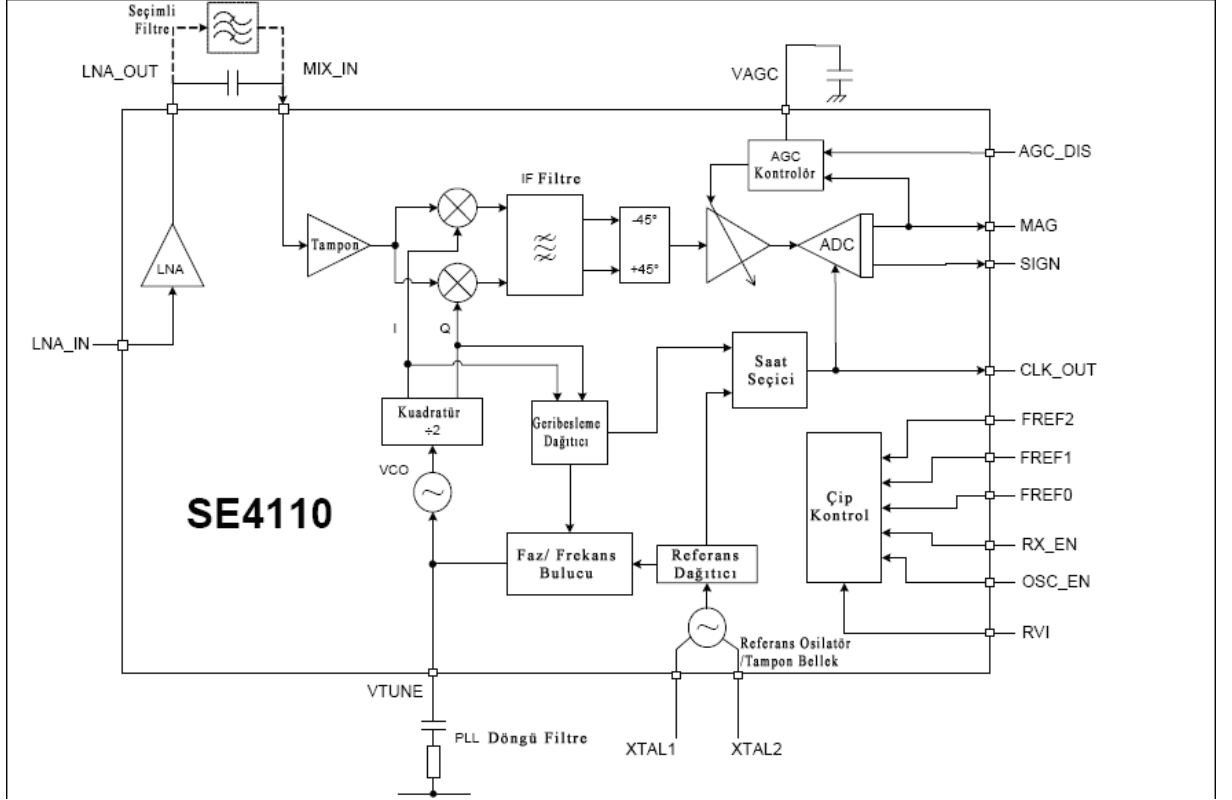 Seçimli
Filtre
LNA_OUT
MIX_IN
VAGC
AGC
Kontrolör
AGC_DIS
IF Filtre
-45°
+45°
Tampon
ADC
MAG
SIGN
LNA
LNA_IN
I
Q
Saat
Seçici
CLK_OUT
Kuadratür
÷2
Geribesleme
Dağıtıcı
FREF2
FREF1
FREF0
VCO
Çip
Kontrol
SE4110
Faz/ Frekans
Bulucu
Referans
Dağıtıcı
RX_EN
OSC_EN
RVI
Referans Osilatör
/Tampon Bellek
VTUNE
PLL Döngü Filtre
XTAL1
XTAL2